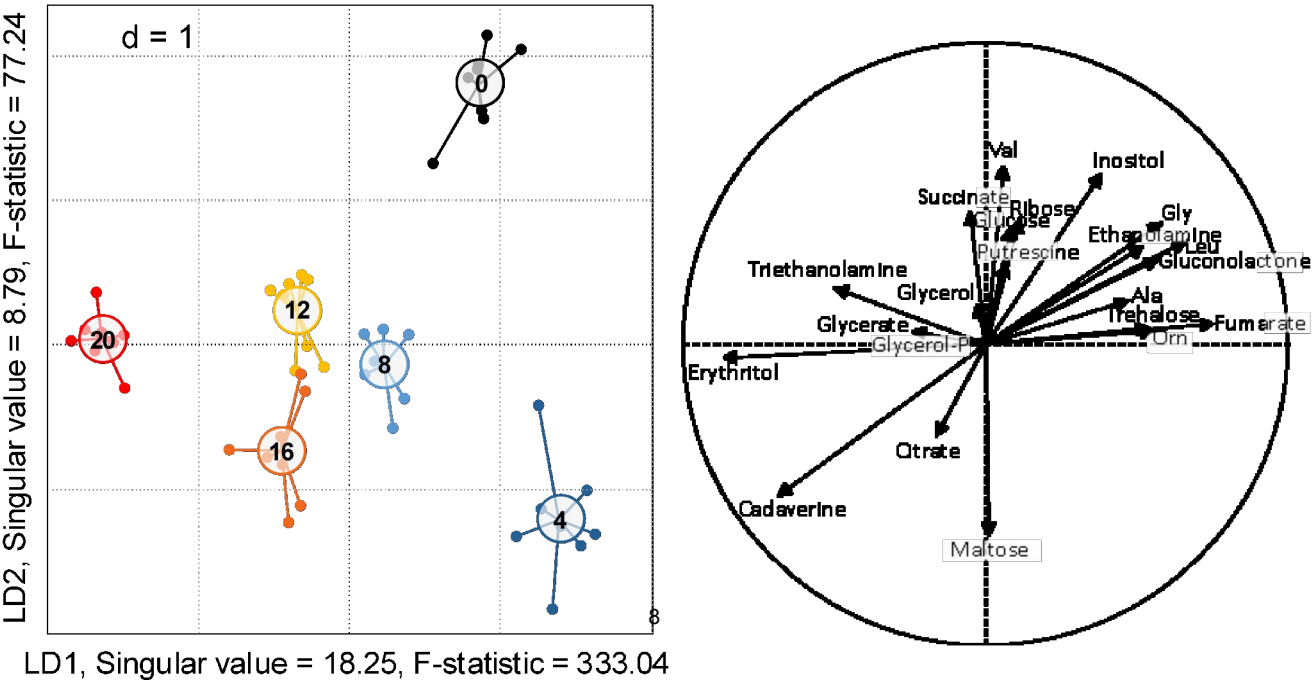 LD2, Singular value = 8.79, F-statistic = 77.24
d = 1
0
12
20
8
16
4
8
LD1, Singular value = 18.25, F-statistic = 333.04
Val
Inositol
Succinate
Ribose
Glucose
Gly
Ethanolamine
Leu
Putrescine
Gluconolactone
Triethanolamine
Glycerol
Ala
Trehalose
Glycerate
Fumarate
Glycerol-P
Orn
Erythritol
Citrate
Cadaverine
Maltose